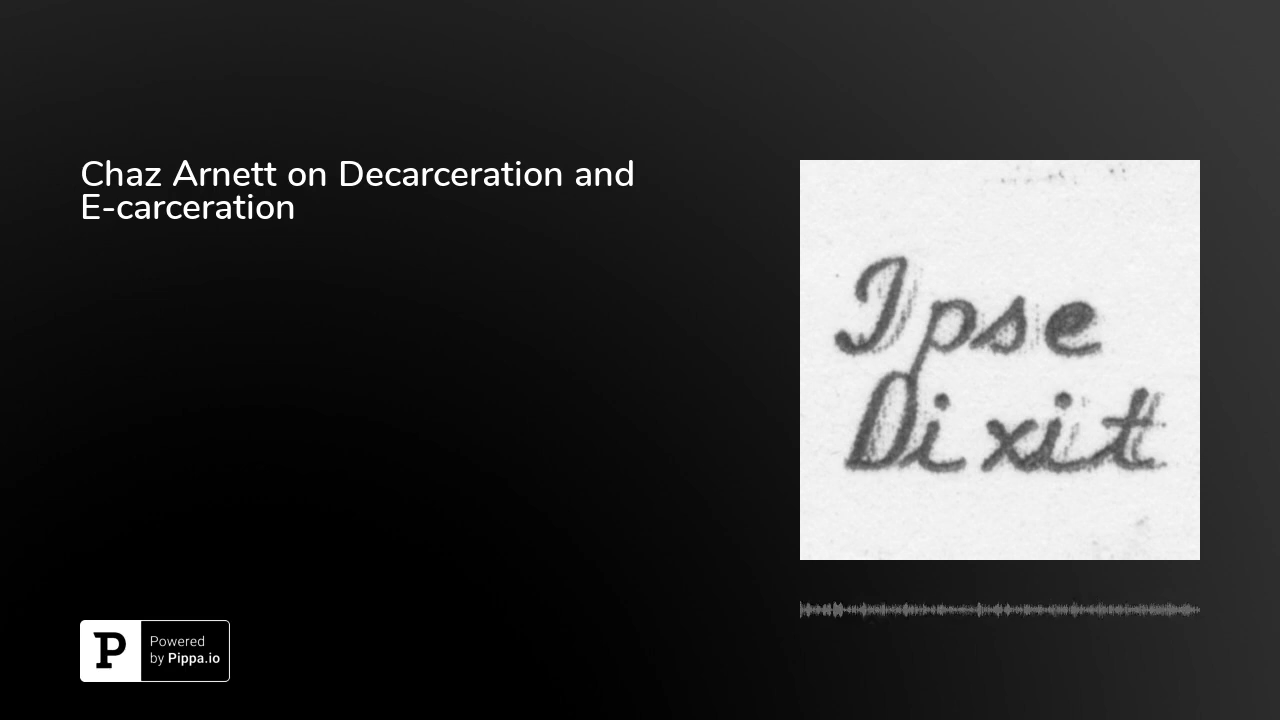 Chaz Arnett on Decarceration and
E-carceration
Ipse
Dixit
P
Powered
by Pippa.io